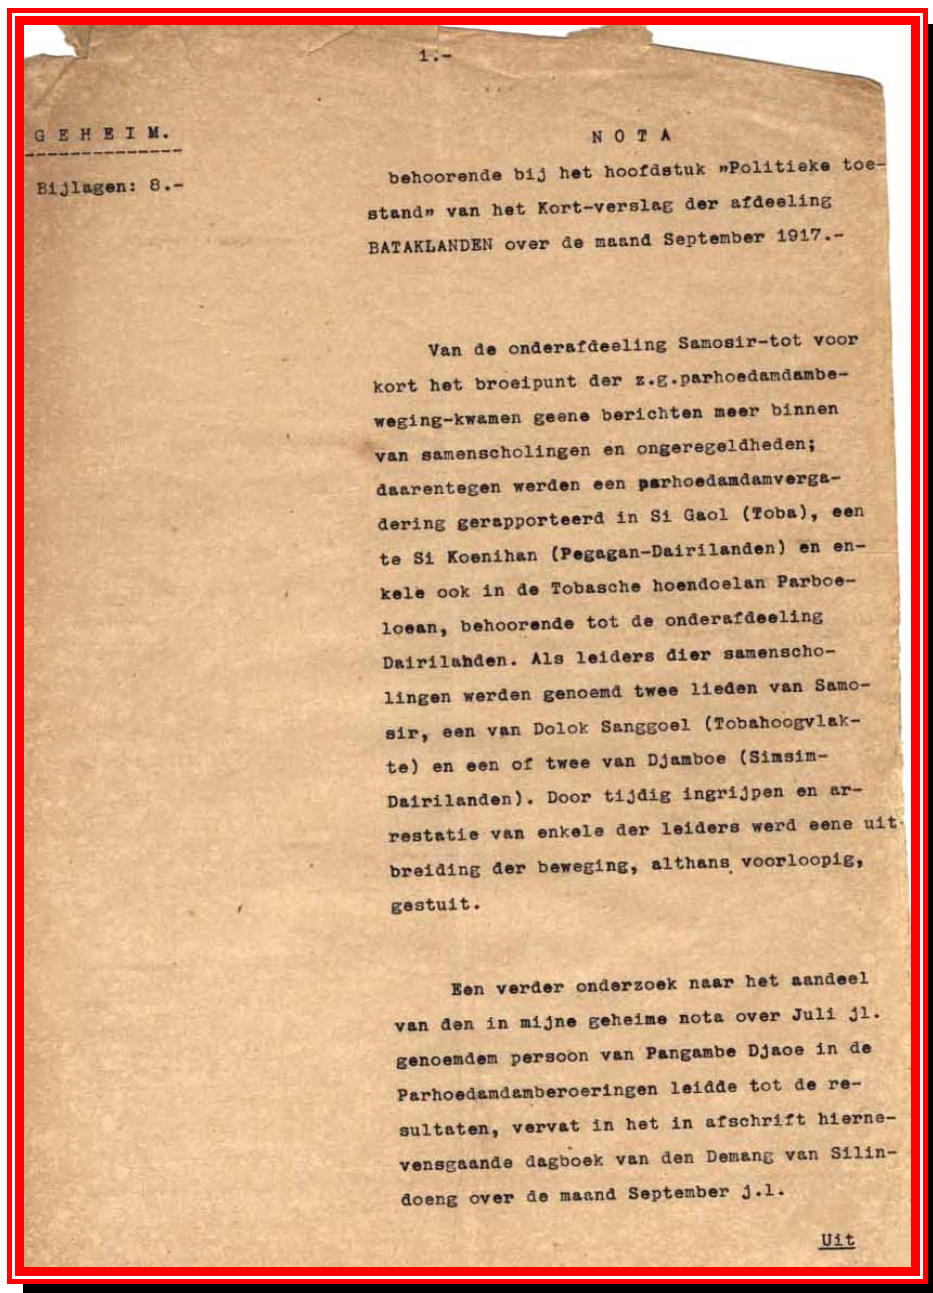 1.-
GEHEIM.
Bijlagen: 8.-
NOTA
behoorende bij het hoofdstuk „Politieke toe-
stand" van het Kort-verslag der afdeeling
BATAKLANDEN over de maand September 1917.-
Van de onderafdeeling Samosir-tot voor
kort het broeipunt der z.g.parhoedamdambe-
weging-kwamen geene berichten meer binnen
van samenscholingen en ongeregeldheden;
daarentegen werden een parhoedamdamverga-
dering gerapporteerd in Si Gaol (Toba), een
te Si Koenihan (Pegagan-Dairilanden) en en-
kele ook in de Tobasche hoendoelan Parboe-
loean, behoorende tot de onderafdeeling
Dairilahden. Als leiders dier samenscho-
lingen werden genoemd twee lieden van Samo-
sir, een van Dolok Sanggoel (Tobahoogvlak-
te) en een of twee van Djamboe (Simsim-
Dairilanden). Door tijdig ingrijpen en ar-
restatie van enkele der leiders werd eene uit-
breiding der beweging, althans voorloopig,
gestuit.
Een verder onderzoek naar het aandeel
van den in mijne geheime nota over Juli jl.
genoemdem persoon van Pangambe Djaoe in de
Parhoedamdamberoeringen leidde tot de re-
sultaten, vervat in het in afschrift hierne-
vensgaande dagboek van den Demang van Silin-
doeng over de maand September j.l.
Uit